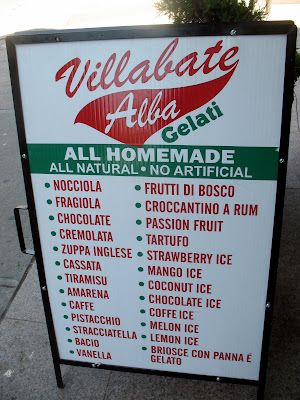 Villabate
Alba
Gelati
ALL HOMEMADE
ALL NATURAL • NO ARTIFICIAL
• NOCCIOLA
• FRAGIOLA
• CHOCOLATE
• CREMOLATA
• ZUPPA INGLESE
• CASSATA
• TIRAMISU
• AMARENA
• CAFFE
• PISTACCHIO
• STRACCIATELLA
• BACIO
• VANELLA
• FRUTTI DI BOSCO
• CROCCANTINO A RUM
• PASSION FRUIT
• TARTUFO
• STRAWBERRY ICE
• MANGO ICE
• COCONUT ICE
• CHOCOLATE ICE
• COFFE ICE
• MELON ICE
• LEMON ICE
• BRIOSCE CON PANNA E
GELATO